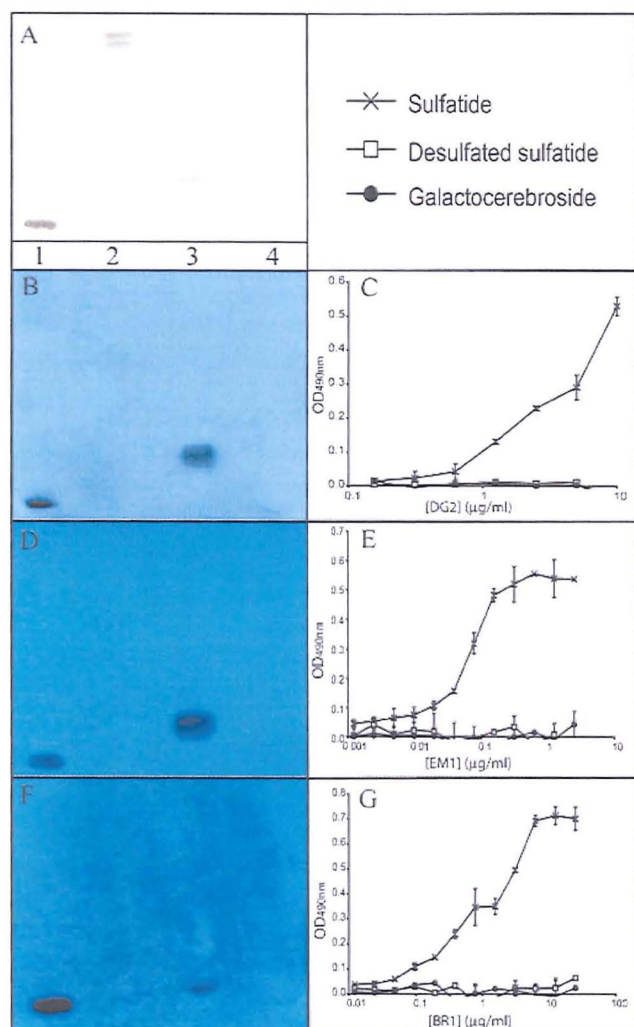 A
Sulfatide
Desulfated sulfatide
Galactocerebroside
1 2 3 4
B
C
0.6
0.5
0.4
0.3
0.2
0.1
0.0
OD490nm
0.1 1 10
[DG2] (µg/ml)
D
E
0.7
0.6
0.5
0.4
0.3
0.2
0.1
0.0
OD490nm
0.001 0.01 0.1 1 10
[EM1] (µg/ml)
F
G
0.8
0.7
0.6
0.5
0.4
0.3
0.2
0.1
0.0
OD490nm
0.01 0.1 1 10 100
[BR1] (µg/ml)